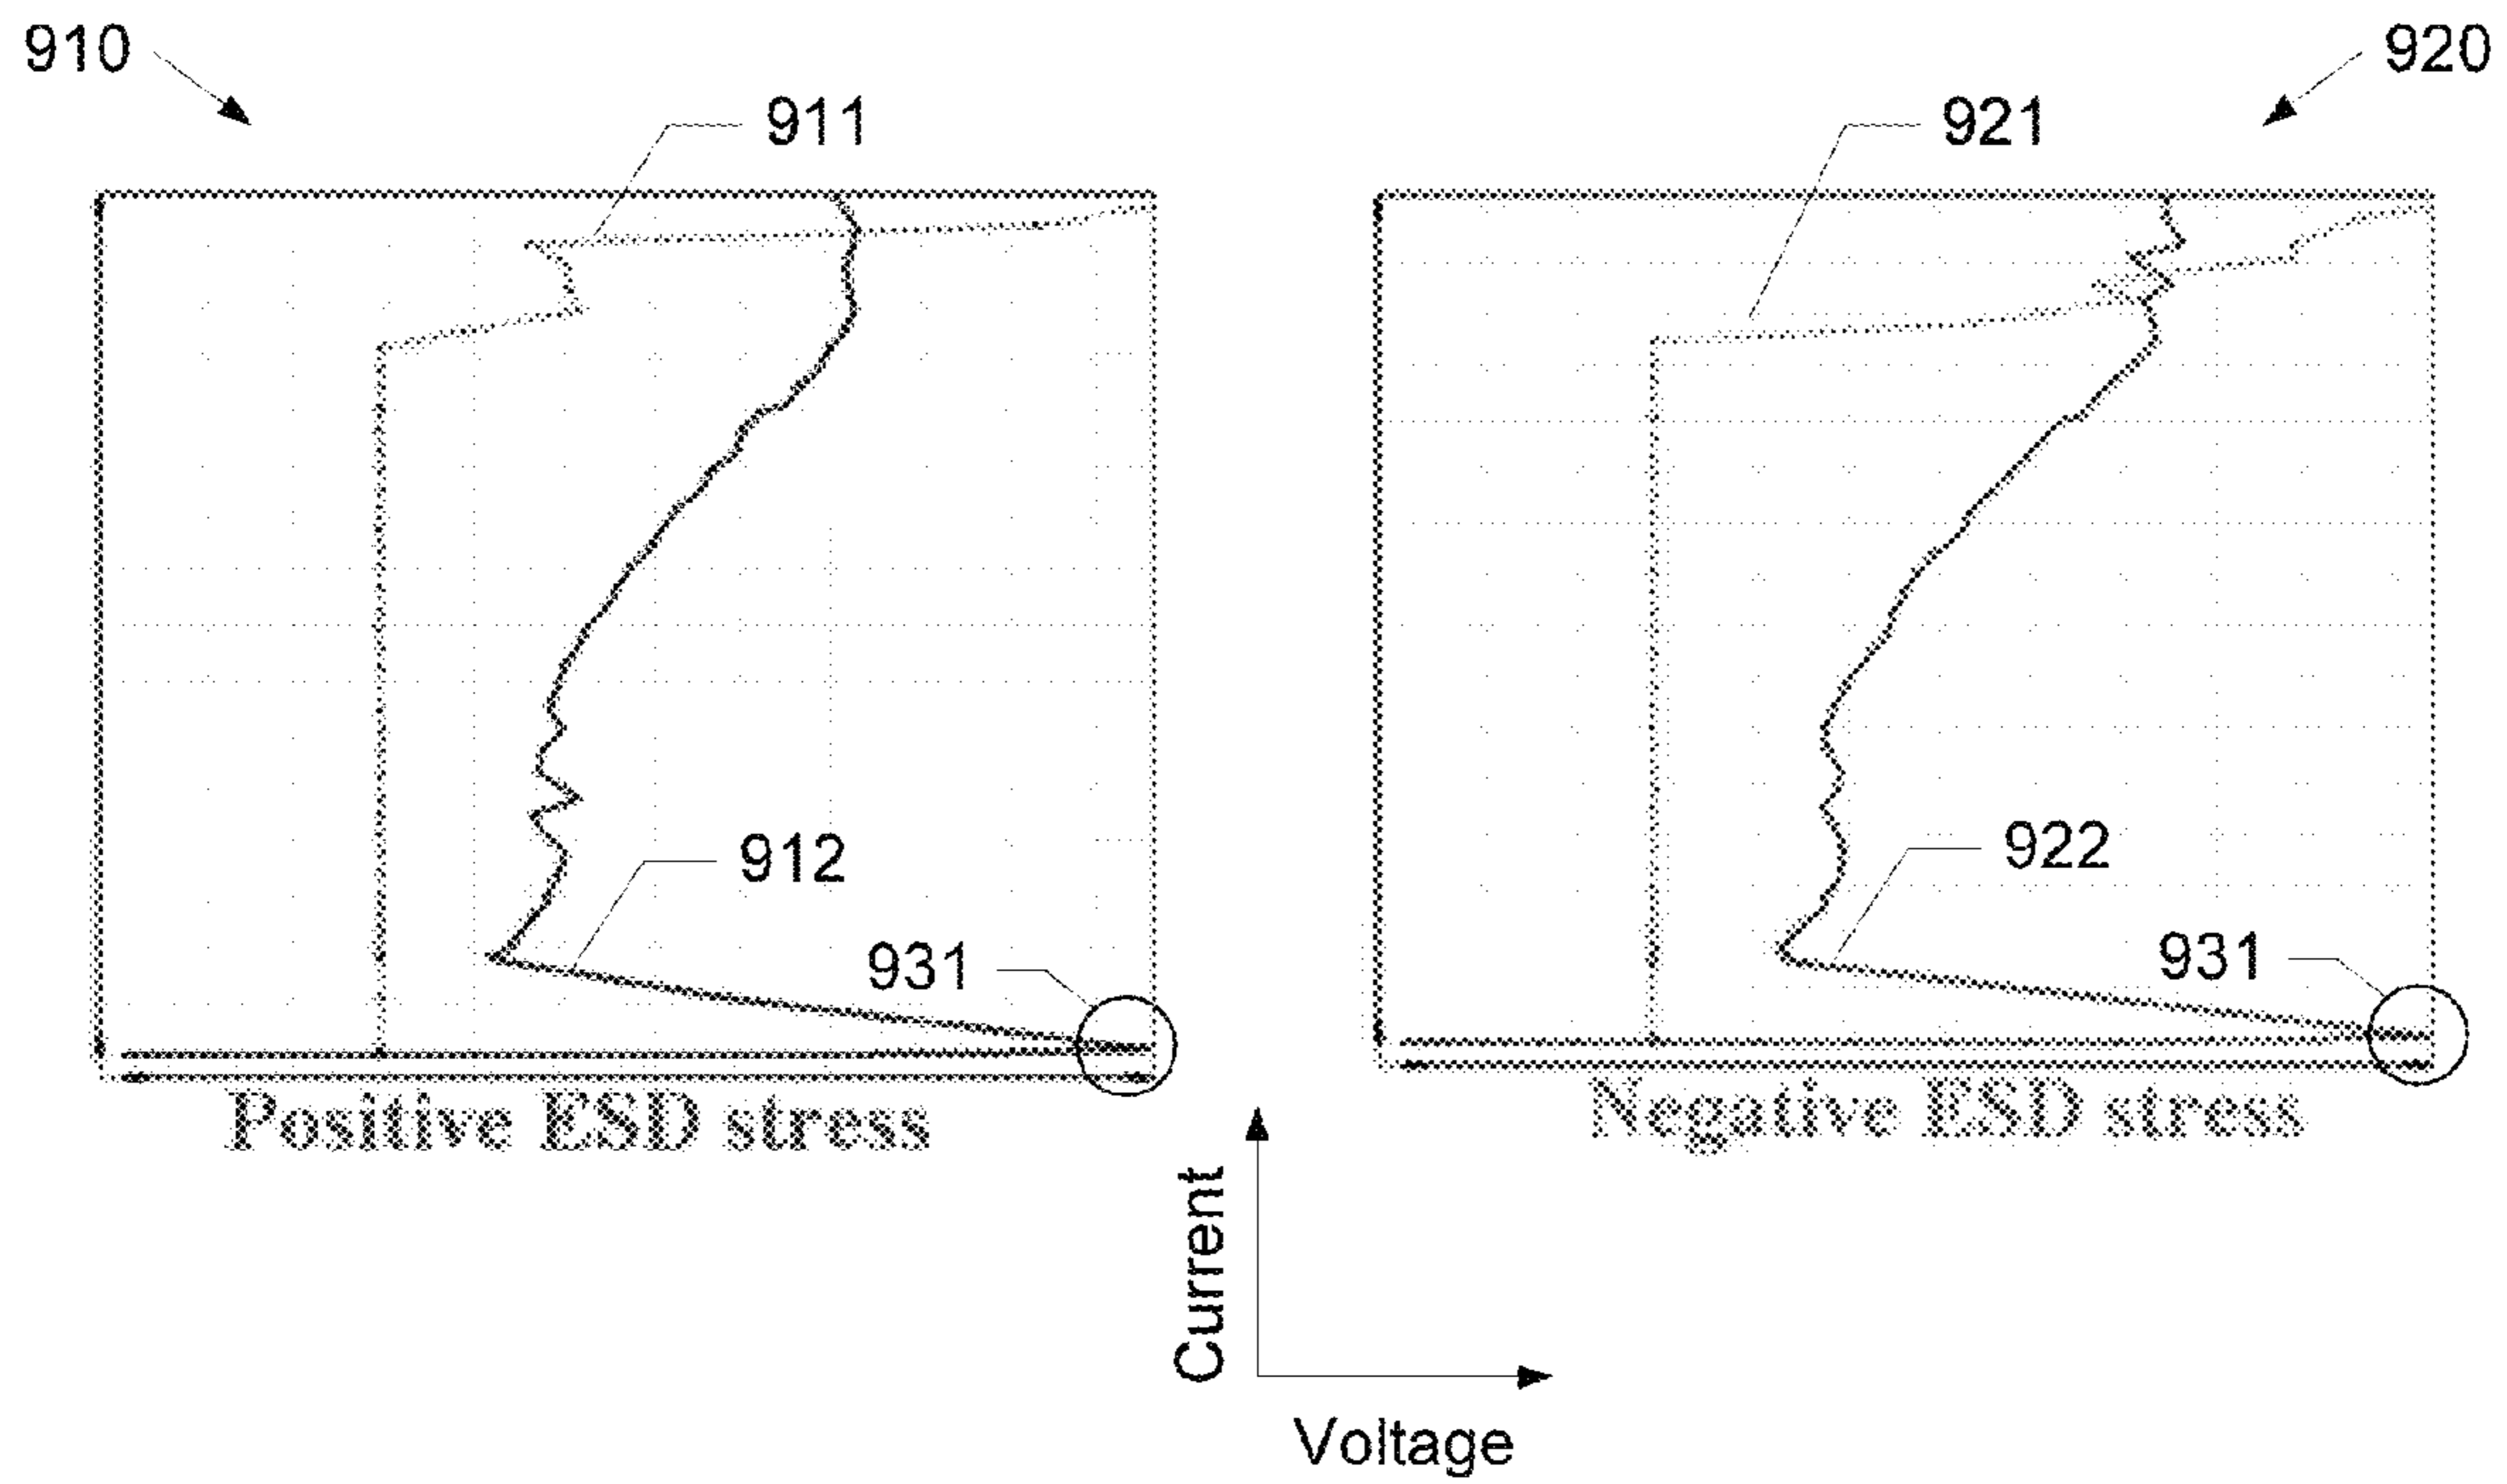 910
920
911
921
912
922
931
931
Positive ESD stress
Negative ESD stress
Current
Voltage